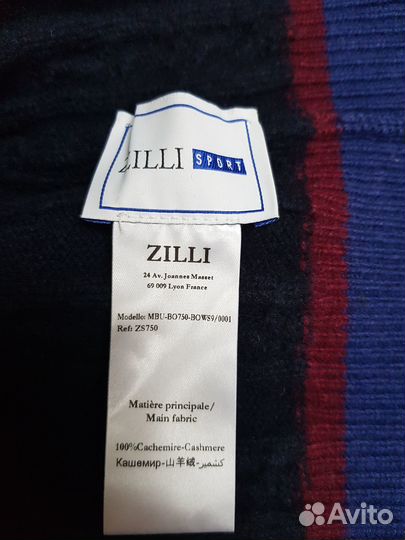 ZILLI SPORT
ZILLI
24 Av. Joannes Masset
69 009 Lyon France
Modello: MBU-BO750-BOWS9/0001
Ref: ZS750
Matière principale/
Main fabric
100%Cachemire-Cashmere
Кашемир-山羊绒-كشمير
Avito